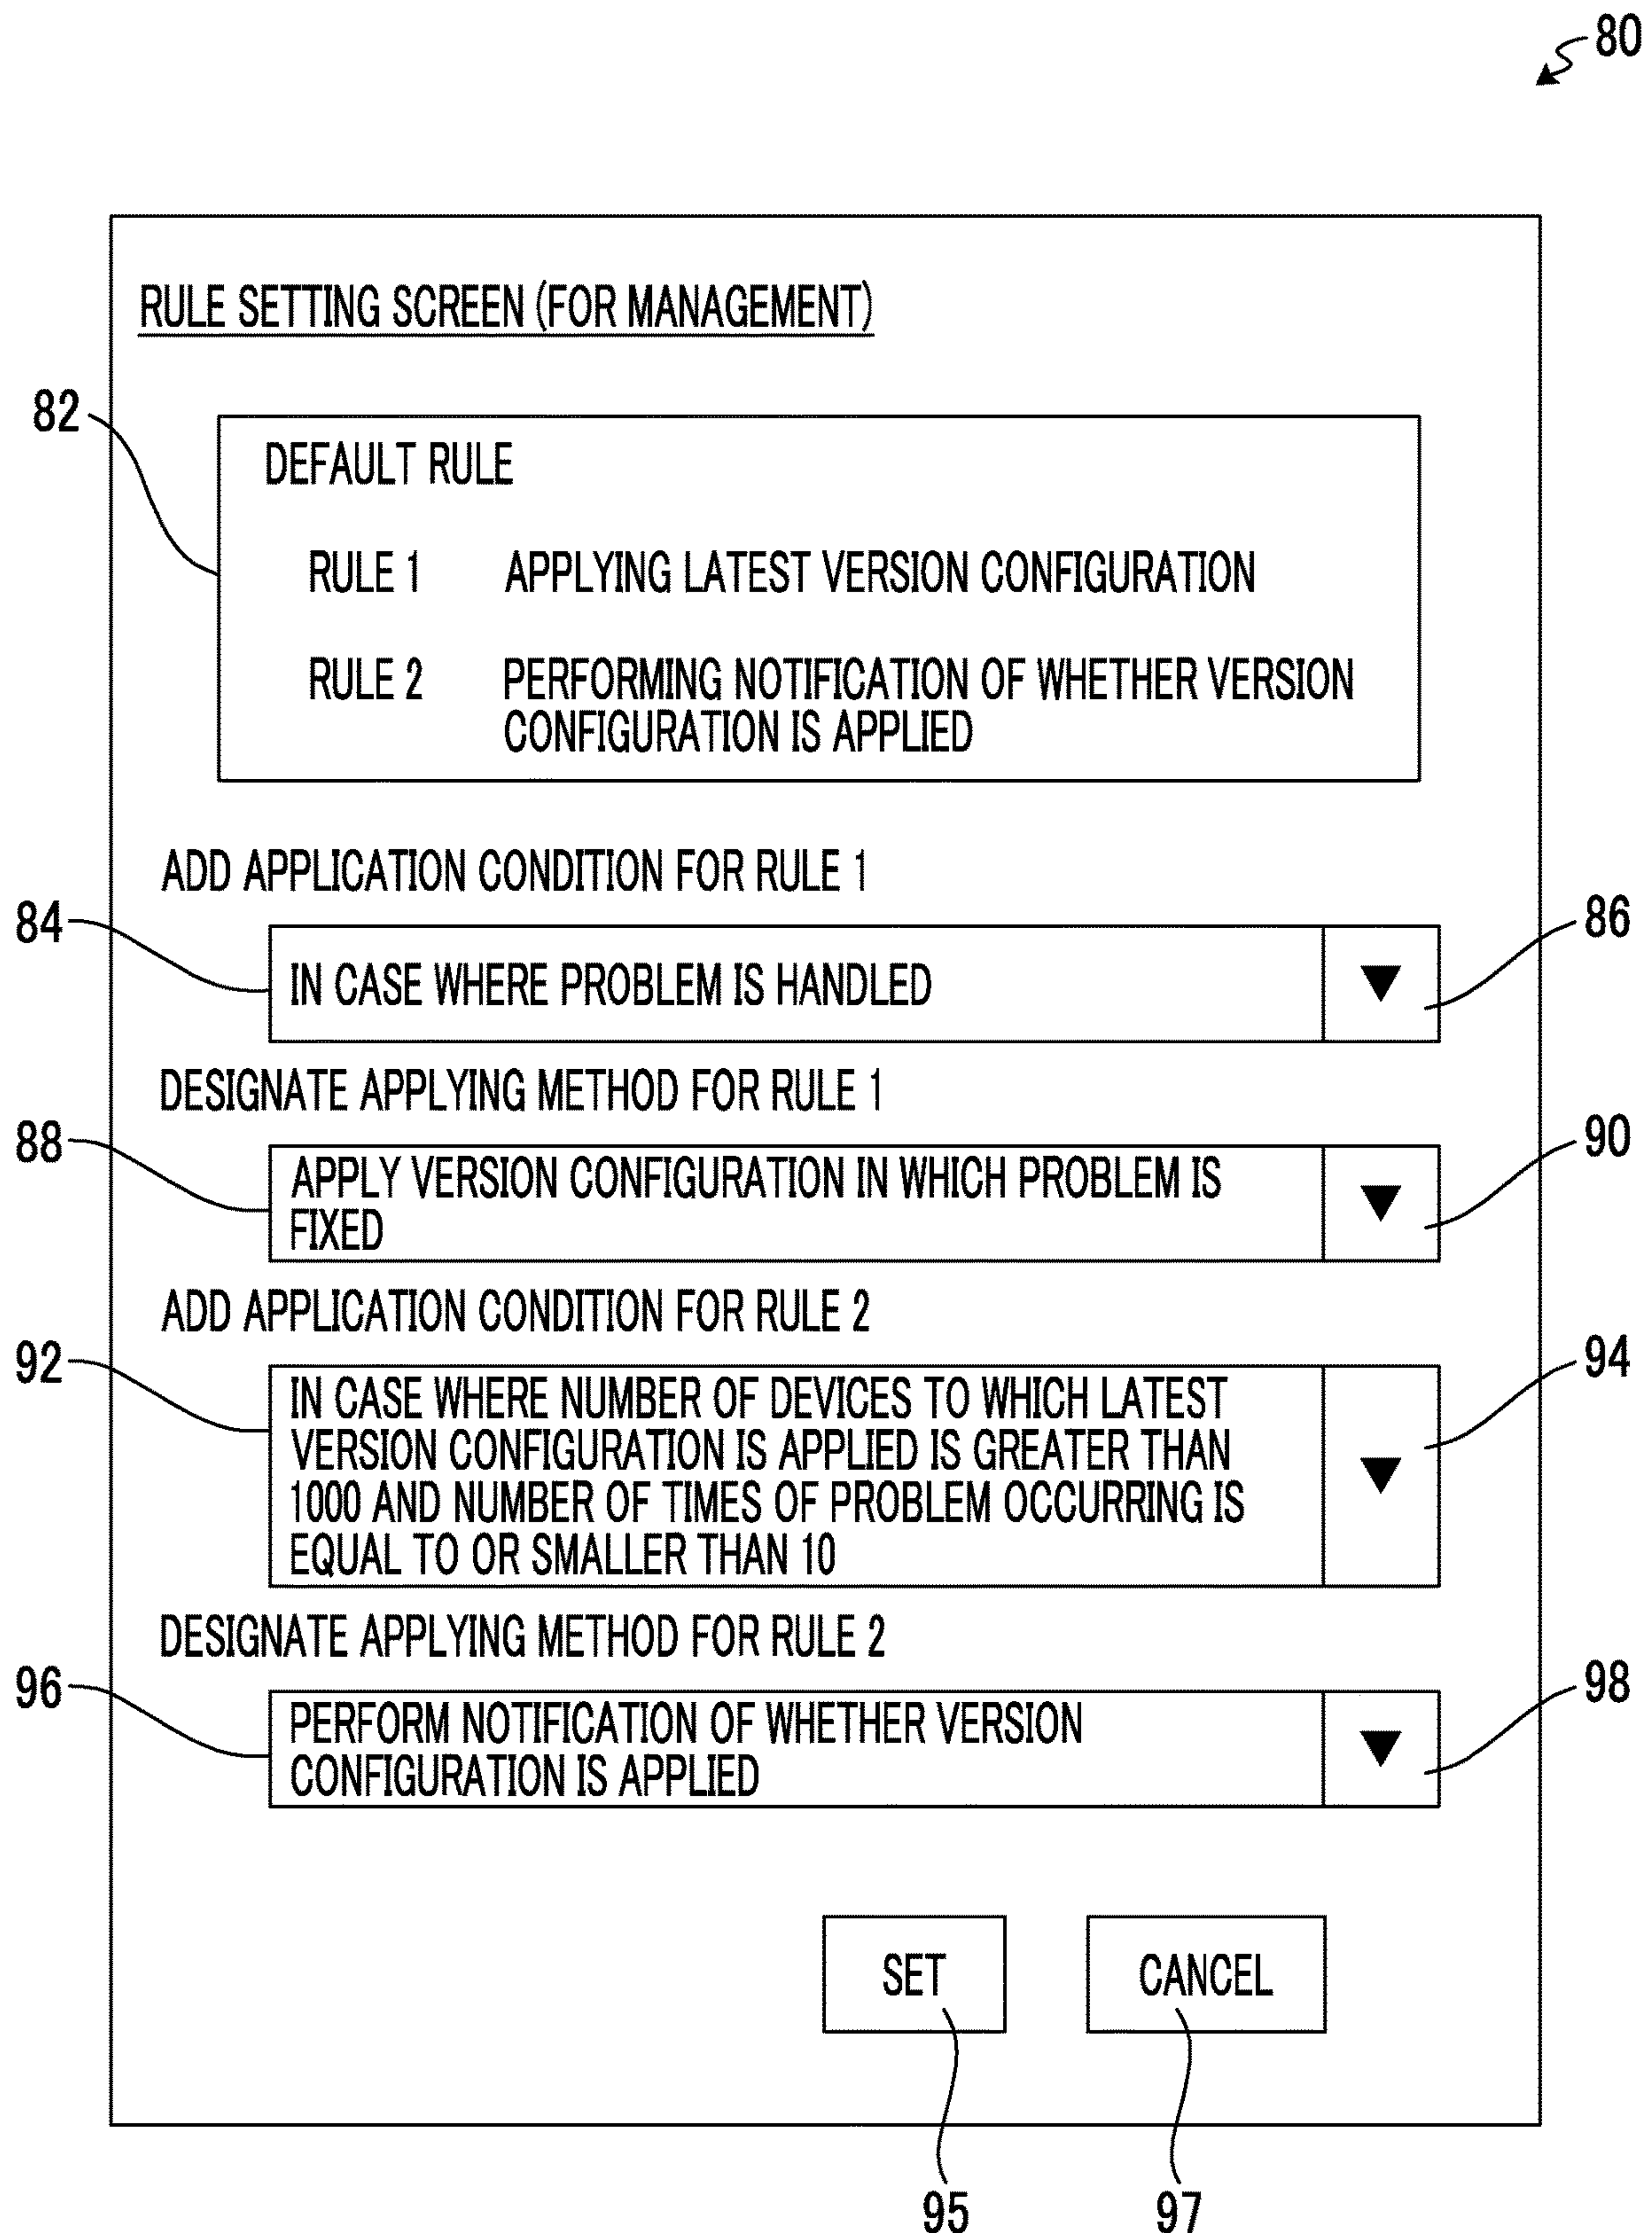 80
RULE SETTING SCREEN (FOR MANAGEMENT)
82
DEFAULT RULE
RULE 1 APPLYING LATEST VERSION CONFIGURATION
RULE 2 PERFORMING NOTIFICATION OF WHETHER VERSION
CONFIGURATION IS APPLIED
ADD APPLICATION CONDITION FOR RULE 1
84
IN CASE WHERE PROBLEM IS HANDLED
▼
86
DESIGNATE APPLYING METHOD FOR RULE 1
88
APPLY VERSION CONFIGURATION IN WHICH PROBLEM IS
FIXED
▼
90
ADD APPLICATION CONDITION FOR RULE 2
92
IN CASE WHERE NUMBER OF DEVICES TO WHICH LATEST
VERSION CONFIGURATION IS APPLIED IS GREATER THAN
1000 AND NUMBER OF TIMES OF PROBLEM OCCURRING IS
EQUAL TO OR SMALLER THAN 10
▼
94
DESIGNATE APPLYING METHOD FOR RULE 2
96
PERFORM NOTIFICATION OF WHETHER VERSION
CONFIGURATION IS APPLIED
▼
98
SET
CANCEL
95
97